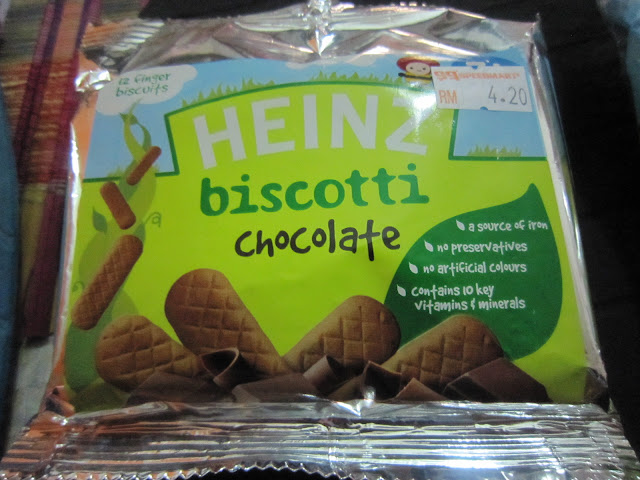 12 finger
biscuits
RM 4.20
HEINZ
biscotti
chocolate
a source of iron
no preservatives
no artificial colours
contains 10 key
vitamins & minerals